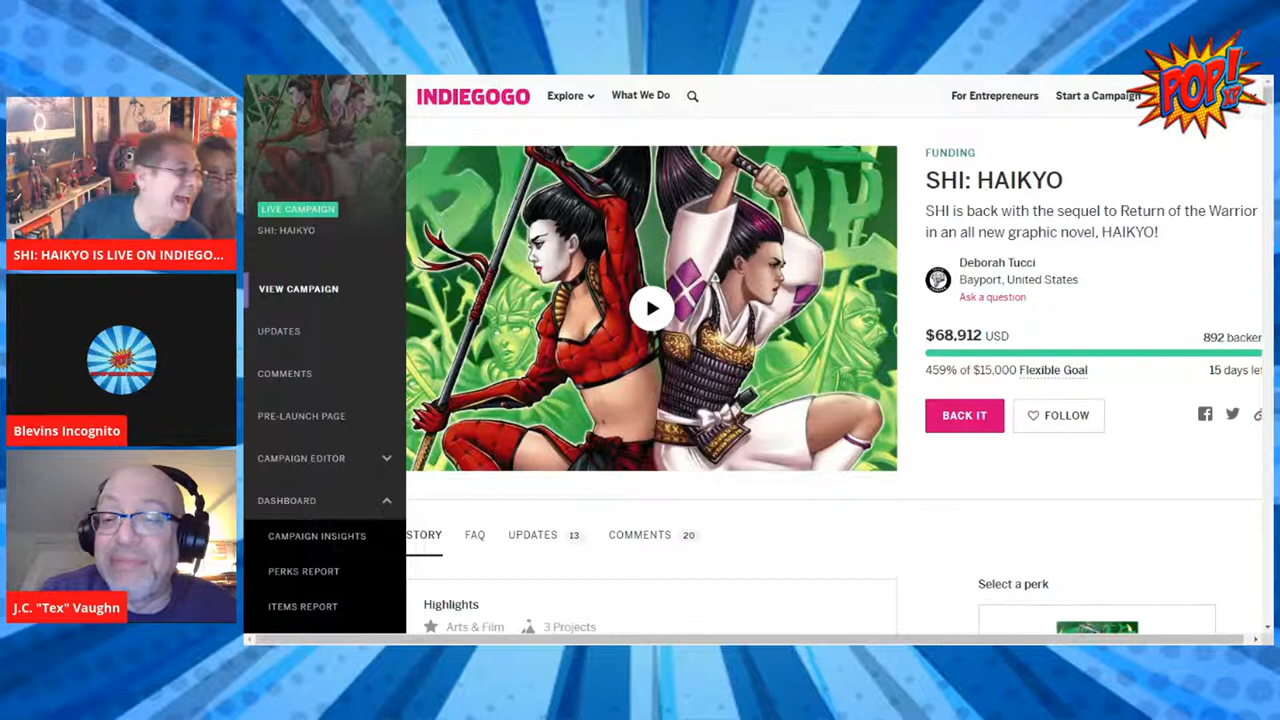 SHI: HAIKYO IS LIVE ON INDIEGO...
Blevins Incognito
J.C. "Tex" Vaughn
LIVE CAMPAIGN
SHI: HAIKYO
VIEW CAMPAIGN
UPDATES
COMMENTS
PRE-LAUNCH PAGE
CAMPAIGN EDITOR
DASHBOARD
CAMPAIGN INSIGHTS
PERKS REPORT
ITEMS REPORT
INDIEGOGO Explore What We Do For Entrepreneurs Start a Campaign
POP! XP
FUNDING
SHI: HAIKYO
SHI is back with the sequel to Return of the Warrior
in an all new graphic novel, HAIKYO!
Deborah Tucci
Bayport, United States
Ask a question
$68,912 USD 892 backer
459% of $15,000 Flexible Goal 15 days lef
BACK IT FOLLOW
STORY FAQ UPDATES 13 COMMENTS 20
Highlights
Arts & Film 3 Projects
Select a perk